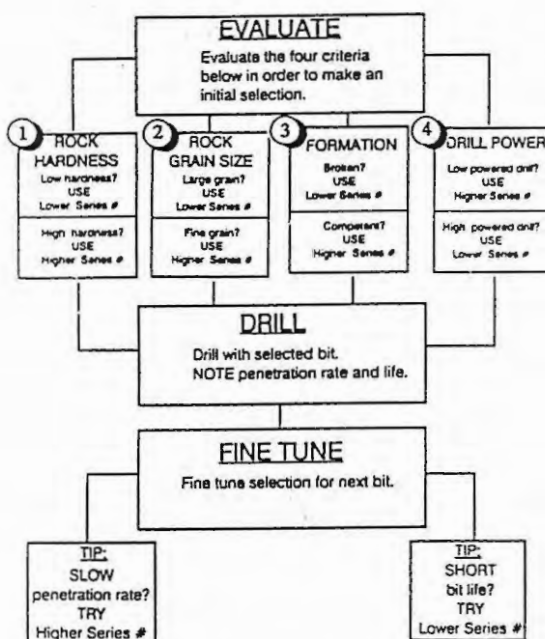 EVALUATE
Evaluate the four criteria
below in order to make an
initial selection.
1
ROCK
HARDNESS
Low hardness?
USE
Lower Series #
High hardness?
USE
Higher Series #
2
ROCK
GRAIN SIZE
Large grain?
USE
Lower Series #
Fine grain?
USE
Higher Series #
3
FORMATION
Broken?
USE
Lower Series #
Competent?
USE
Higher Series #
4
DRILL POWER
Low powered drill?
USE
Higher Series #
High powered drill?
USE
Lower Series #
DRILL
Drill with selected bit.
NOTE penetration rate and life.
FINE TUNE
Fine tune selection for next bit.
TIP:
SLOW
penetration rate?
TRY
Higher Series #
TIP:
SHORT
bit life?
TRY
Lower Series #